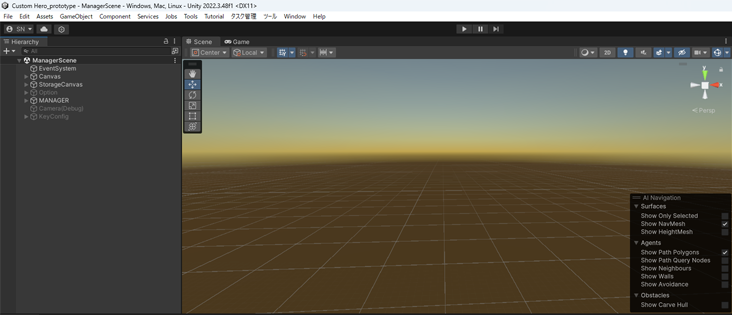 Custom Hero_prototype - ManagerScene - Windows, Mac, Linux - Unity 2022.3.48f1 <DX11>
File Edit Assets GameObject Component Services Jobs Tools Tutorial タスク管理 ツール Window Help
SN
Hierarchy
All
ManagerScene
EventSystem
Canvas
StorageCanvas
Option
MANAGER
Camera(Debug)
KeyConfig
Scene Game
Center Local 2D
y
x
Persp
AI Navigation
Surfaces
Show Only Selected
Show NavMesh
Show HeightMesh
Agents
Show Path Polygons
Show Path Query Nodes
Show Neighbours
Show Walls
Show Avoidance
Obstacles
Show Carve Hull